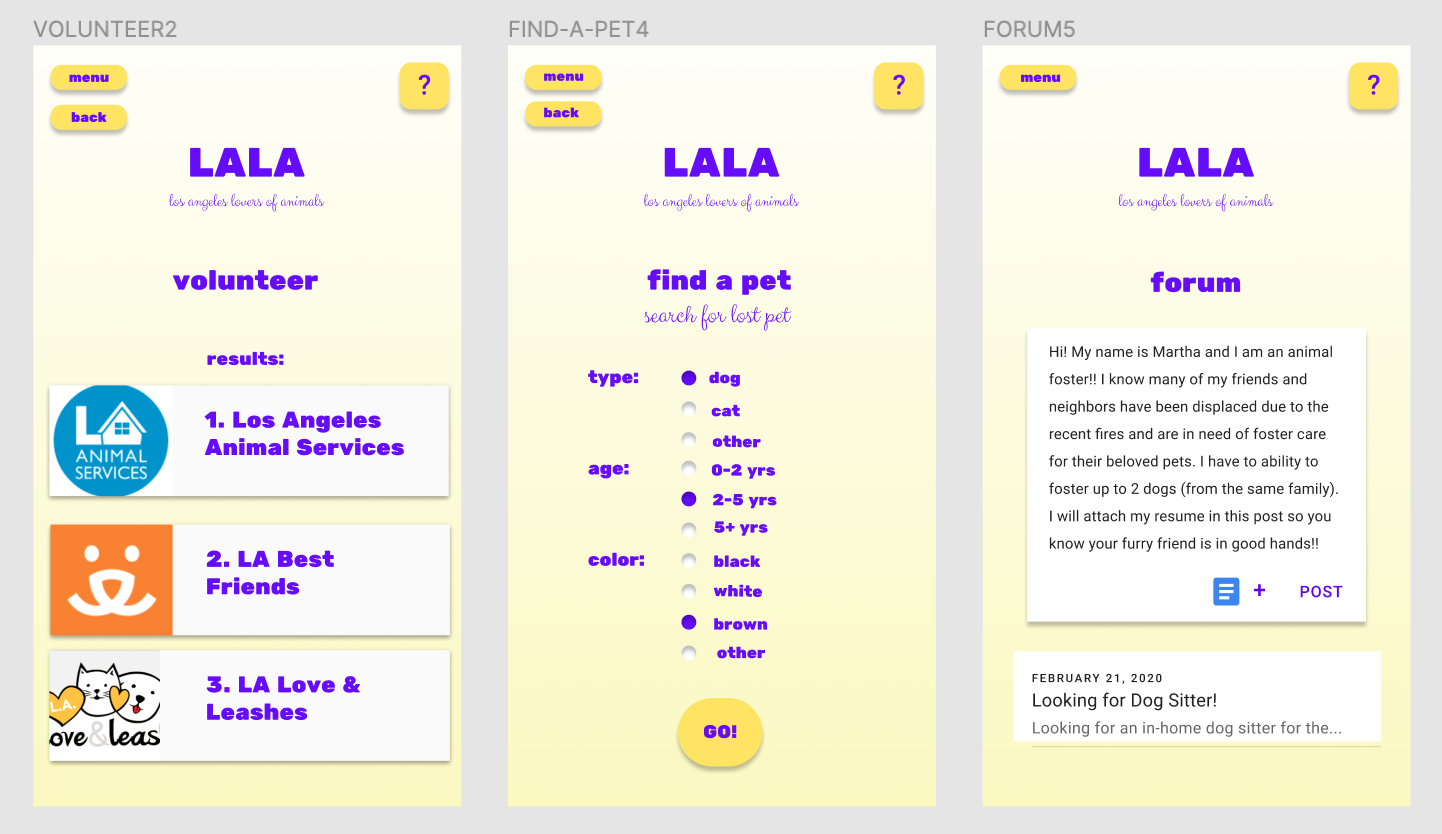 VOLUNTEER2
menu
?
back
LALA
los angeles lovers of animals
volunteer
results:
LA
ANIMAL
SERVICES
1. Los Angeles
Animal Services
2. LA Best
Friends
L.A.
ove&leas
3. LA Love &
Leashes
FIND-A-PET4
menu
?
back
LALA
los angeles lovers of animals
find a pet
search for lost pet
type:
dog
cat
other
age:
0-2 yrs
2-5 yrs
5+ yrs
color:
black
white
brown
other
GO!
FORUM5
menu
?
LALA
los angeles lovers of animals
forum
Hi! My name is Martha and I am an animal
foster!! I know many of my friends and
neighbors have been displaced due to the
recent fires and are in need of foster care
for their beloved pets. I have to ability to
foster up to 2 dogs (from the same family).
I will attach my resume in this post so you
know your furry friend is in good hands!!
+ POST
FEBRUARY 21, 2020
Looking for Dog Sitter!
Looking for an in-home dog sitter for the...